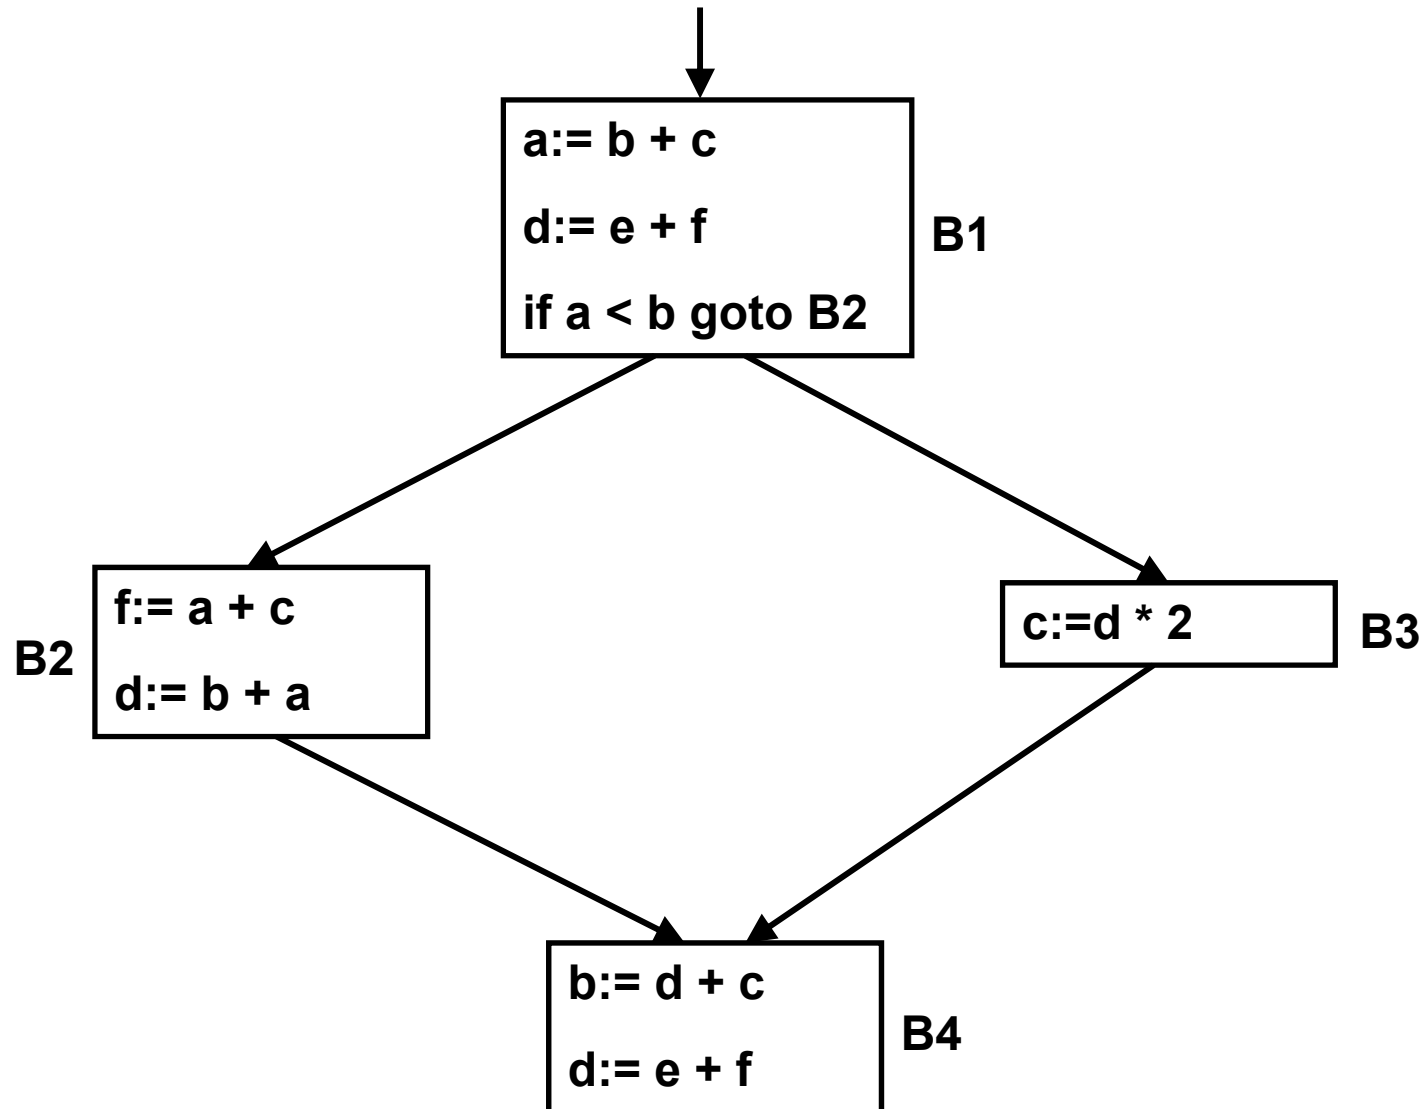 a:= b + c
d:= e + f
if a < b goto B2
B1
f:= a + c
d:= b + a
B2
c:=d * 2
B3
b:= d + c
d:= e + f
B4